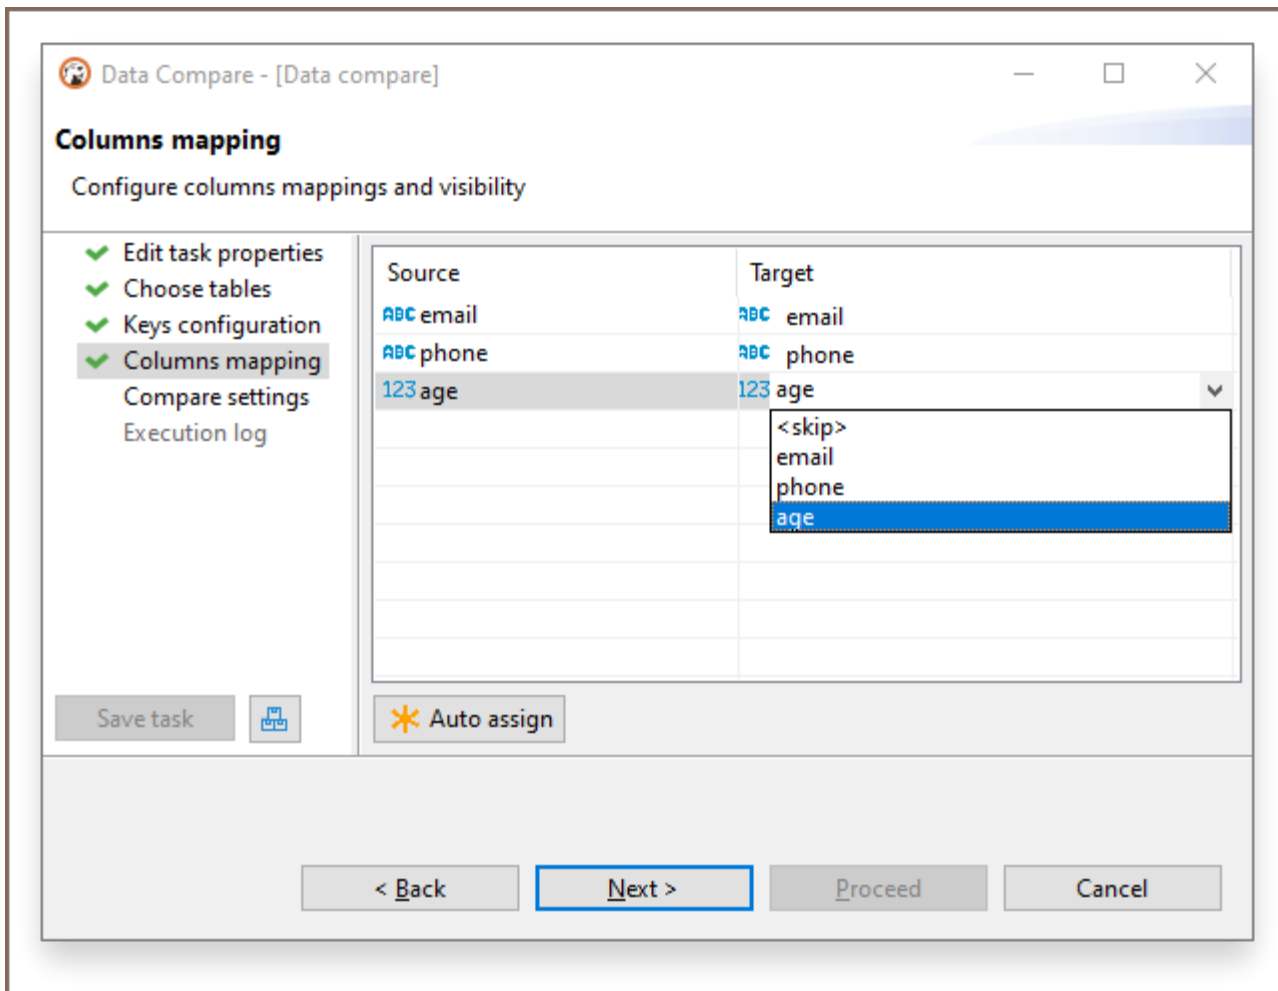 Data Compare - [Data compare]
Columns mapping
Configure columns mappings and visibility
Edit task properties
Choose tables
Keys configuration
Columns mapping
Compare settings
Execution log
Source Target
ABC email ABC email
ABC phone ABC phone
123 age 123 age
<skip>
email
phone
age
Save task
Auto assign
< Back Next > Proceed Cancel